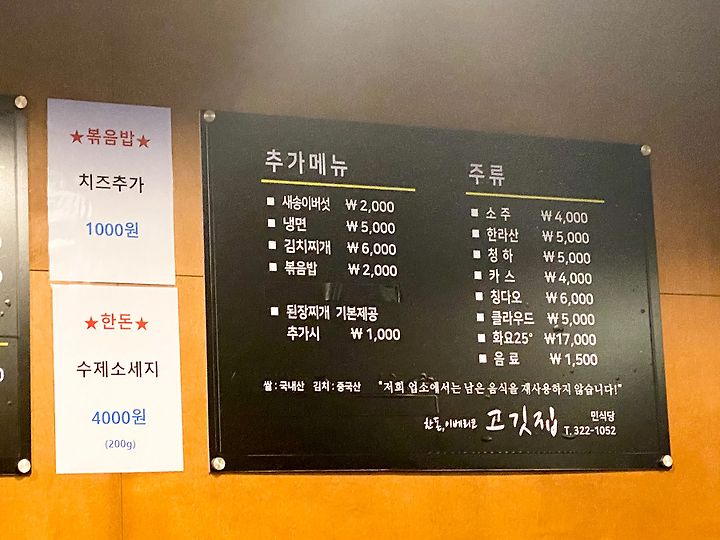 ★볶음밥★
치즈추가
1000원
★한돈★
수제소세지
4000원
(200g)
추가메뉴
■ 새송이버섯 ₩ 2,000
■ 냉면 ₩ 5,000
■ 김치찌개 ₩ 6,000
■ 볶음밥 ₩ 2,000
■ 된장찌개 기본제공
추가시 ₩ 1,000
주류
■ 소 주 ₩ 4,000
■ 한라산 ₩ 5,000
■ 청 하 ₩ 5,000
■ 카 스 ₩ 4,000
■ 칭다오 ₩ 6,000
■ 클라우드 ₩ 5,000
■ 화요25° ₩17,000
■ 음 료 ₩ 1,500
쌀 : 국내산 김치 : 중국산 "저희 업소에서는 남은 음식을 재사용하지 않습니다!"
한돈,이베리코 고깃집 민식당
T.322-1052